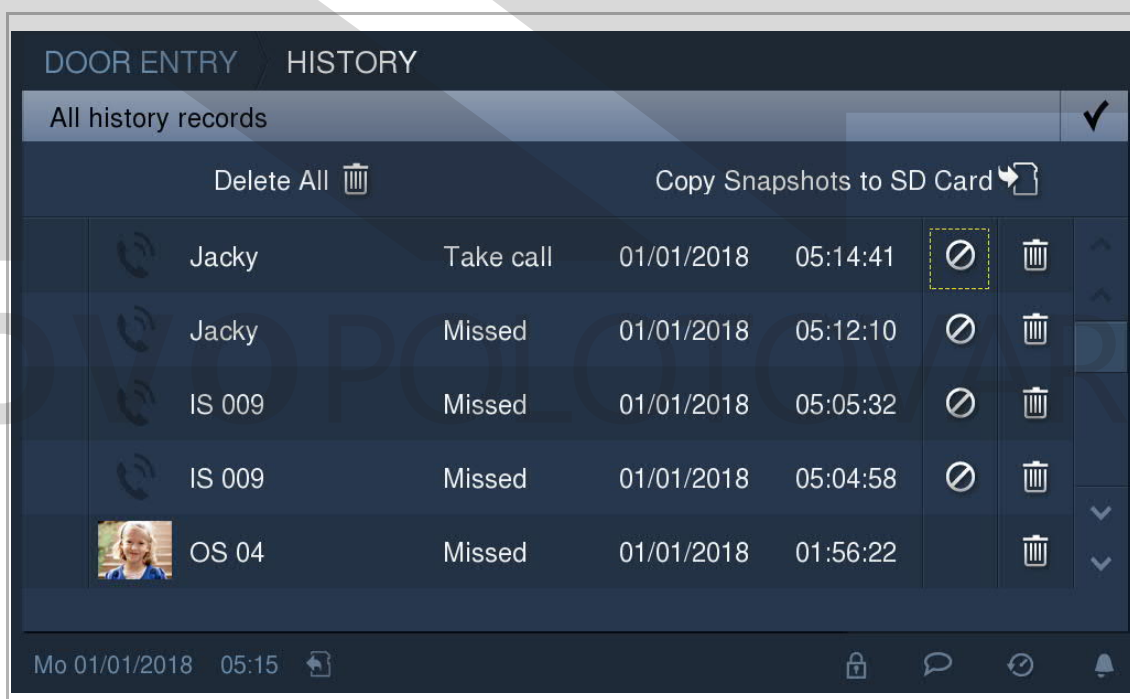 DOOR ENTRY HISTORY
All history records
Delete All Copy Snapshots to SD Card
Jacky Take call 01/01/2018 05:14:41
Jacky Missed 01/01/2018 05:12:10
IS 009 Missed 01/01/2018 05:05:32
IS 009 Missed 01/01/2018 05:04:58
OS 04 Missed 01/01/2018 01:56:22
Mo 01/01/2018 05:15
OVO POLOTOVAR